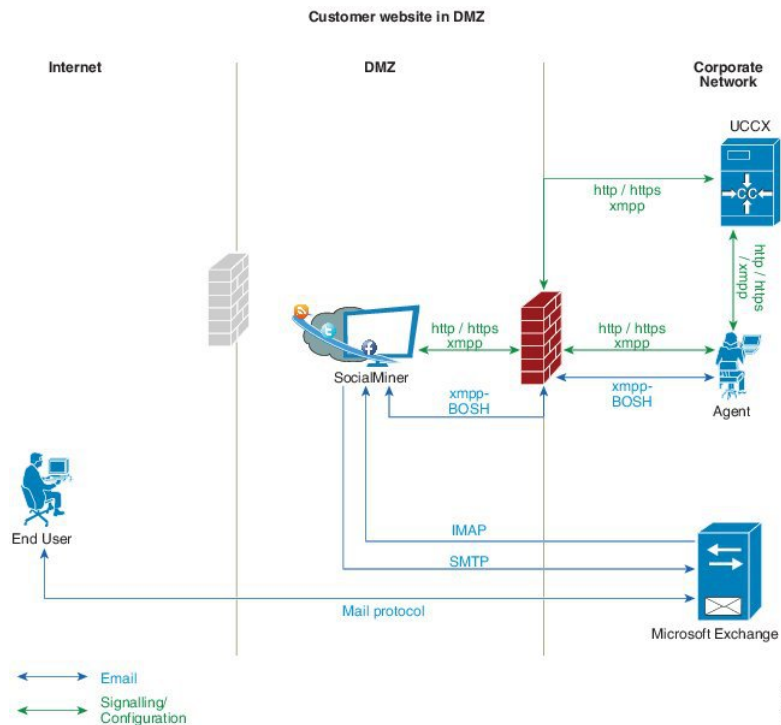 Customer website in DMZ
Internet
DMZ
Corporate
Network
UCCX
CC
http / https
xmpp
http / https
/ xmpp
http / https
xmpp
http / https
xmpp
SocialMiner
xmpp-
BOSH
xmpp-
BOSH
Agent
End User
IMAP
SMTP
Mail protocol
Microsoft Exchange
Email
Signalling/
Configuration